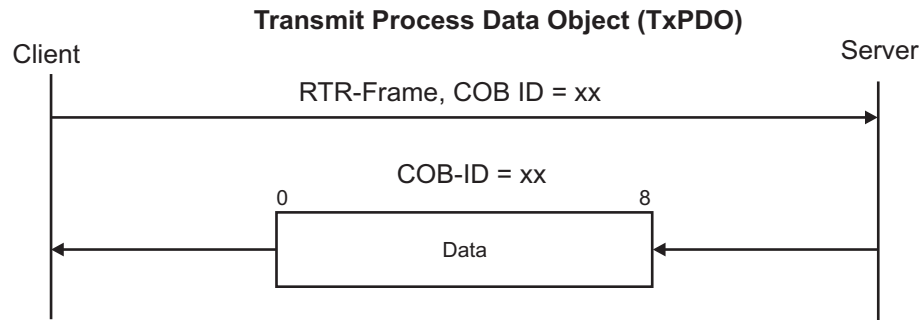 Transmit Process Data Object (TxPDO)
Client
Server
RTR-Frame, COB ID = xx
COB-ID = xx
0
8
Data